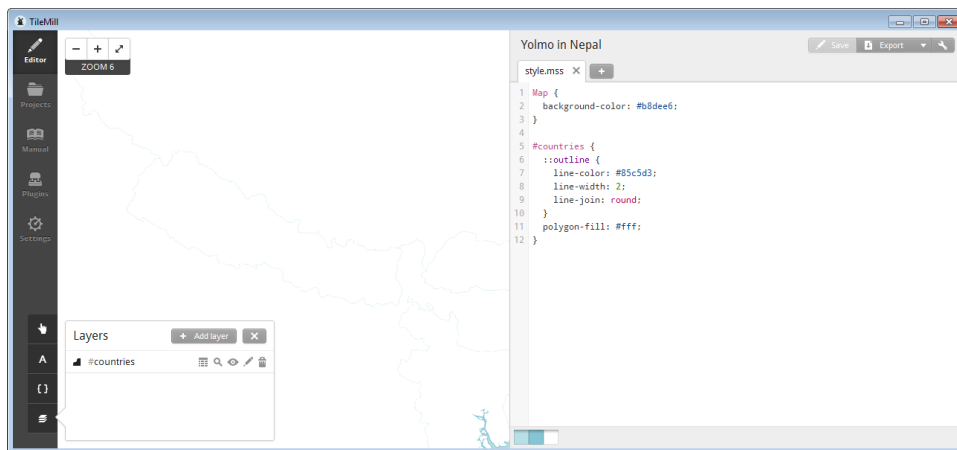 TileMill
Editor
Projects
Manual
Plugins
Settings
− + 
ZOOM 6
Layers
+ Add layer
#countries
A
{ }
Yolmo in Nepal
Save
Export
style.mss ×
+
1 Map {
2   background-color: #b8dee6;
3 }
4
5 #countries {
6   ::outline {
7     line-color: #85c5d3;
8     line-width: 2;
9     line-join: round;
10   }
11   polygon-fill: #fff;
12 }